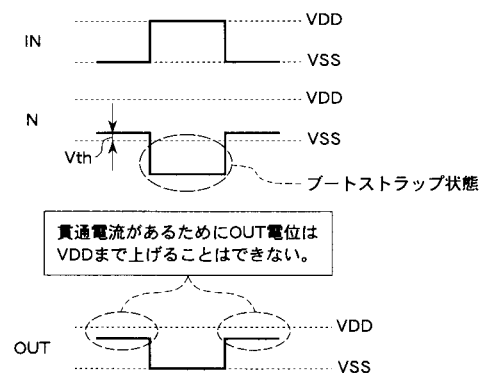 IN
VDD
VSS
N
VDD
VSS
Vth
ブートストラップ状態
貫通電流があるためにOUT電位は
VDDまで上げることはできない。
OUT
VDD
VSS